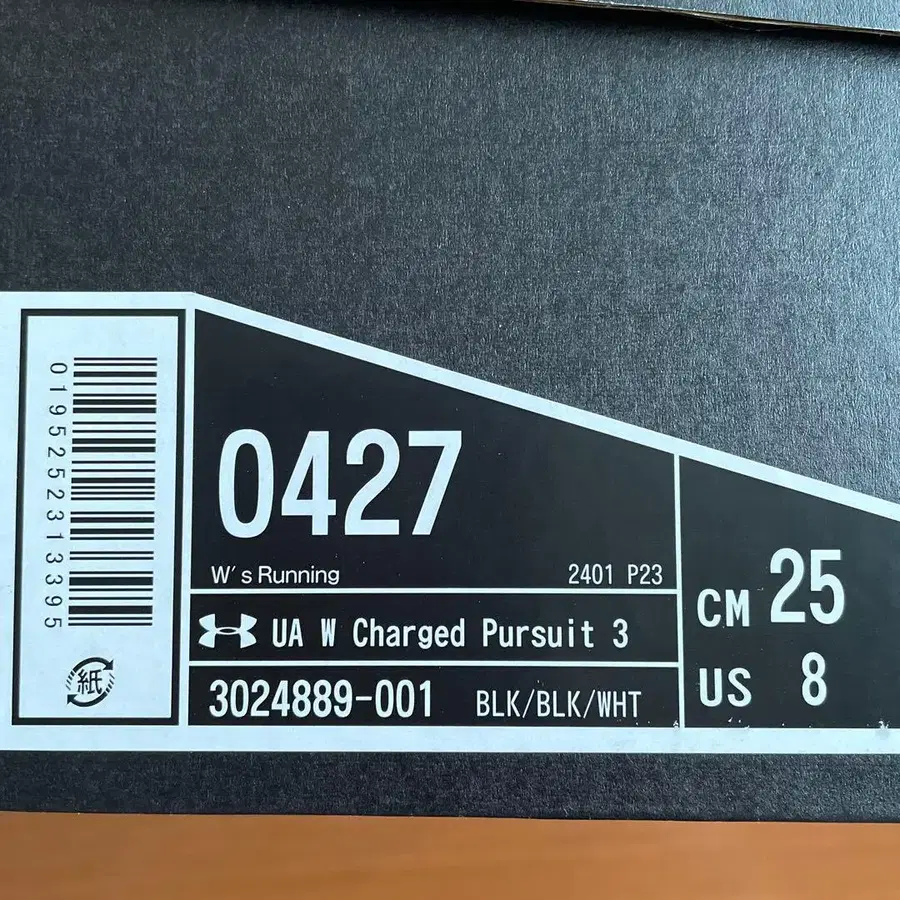 0195252313395
紙
0427
W's Running 2401 P23
UA W Charged Pursuit 3
3024889-001 BLK/BLK/WHT
CM 25
US 8